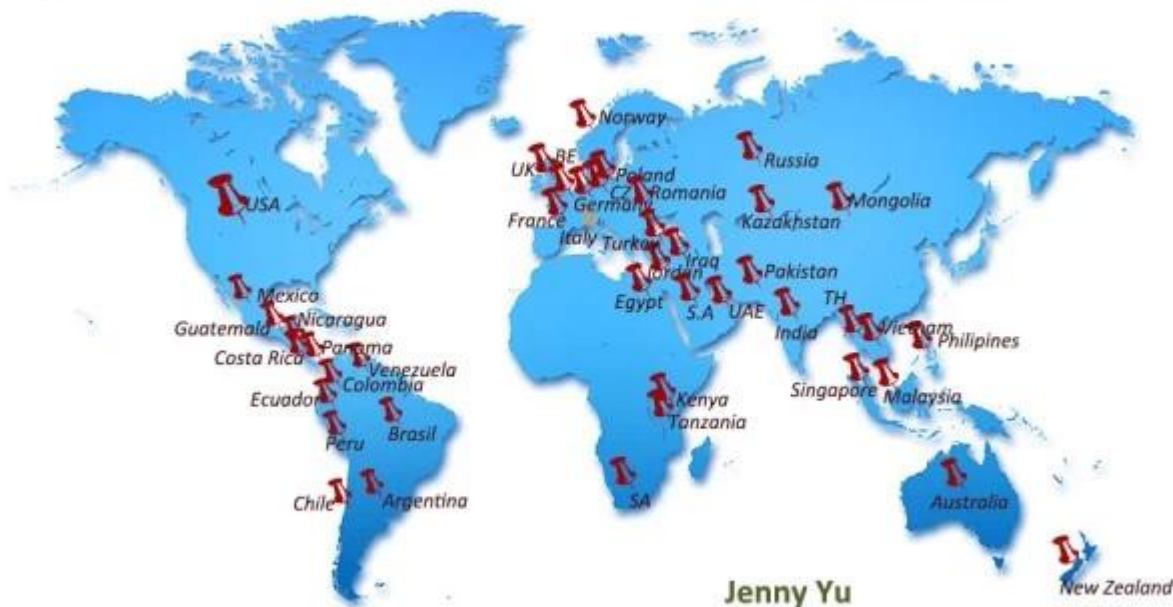 Norway
Russia
UK
BE
Poland
CZ
Romania
Germany
France
Italy
Turkey
Iraq
Jordan
Egypt
S.A
UAE
Kazakhstan
Mongolia
Pakistan
India
TH
Vietnam
Philipines
Singapore
Malaysia
USA
Mexico
Guatemala
Nicaragua
Costa Rica
Panama
Venezuela
Colombia
Ecuador
Peru
Brasil
Chile
Argentina
Kenya
Tanzania
SA
Australia
New Zealand
Jenny Yu